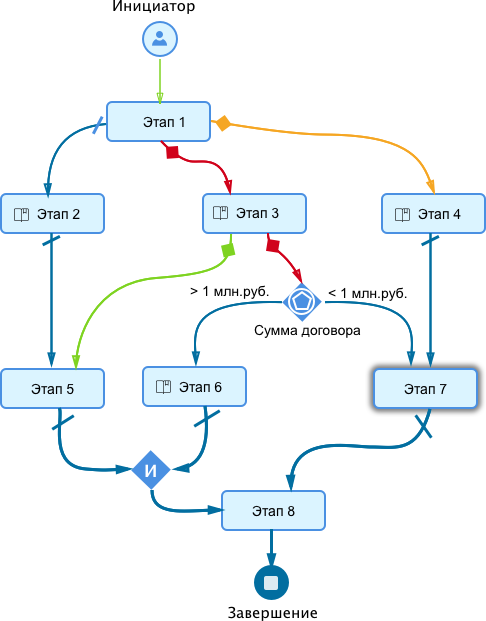 Инициатор
Этап 1
Этап 2
Этап 3
Этап 4
> 1 млн.руб.
< 1 млн.руб.
Сумма договора
Этап 5
Этап 6
Этап 7
И
Этап 8
Завершение